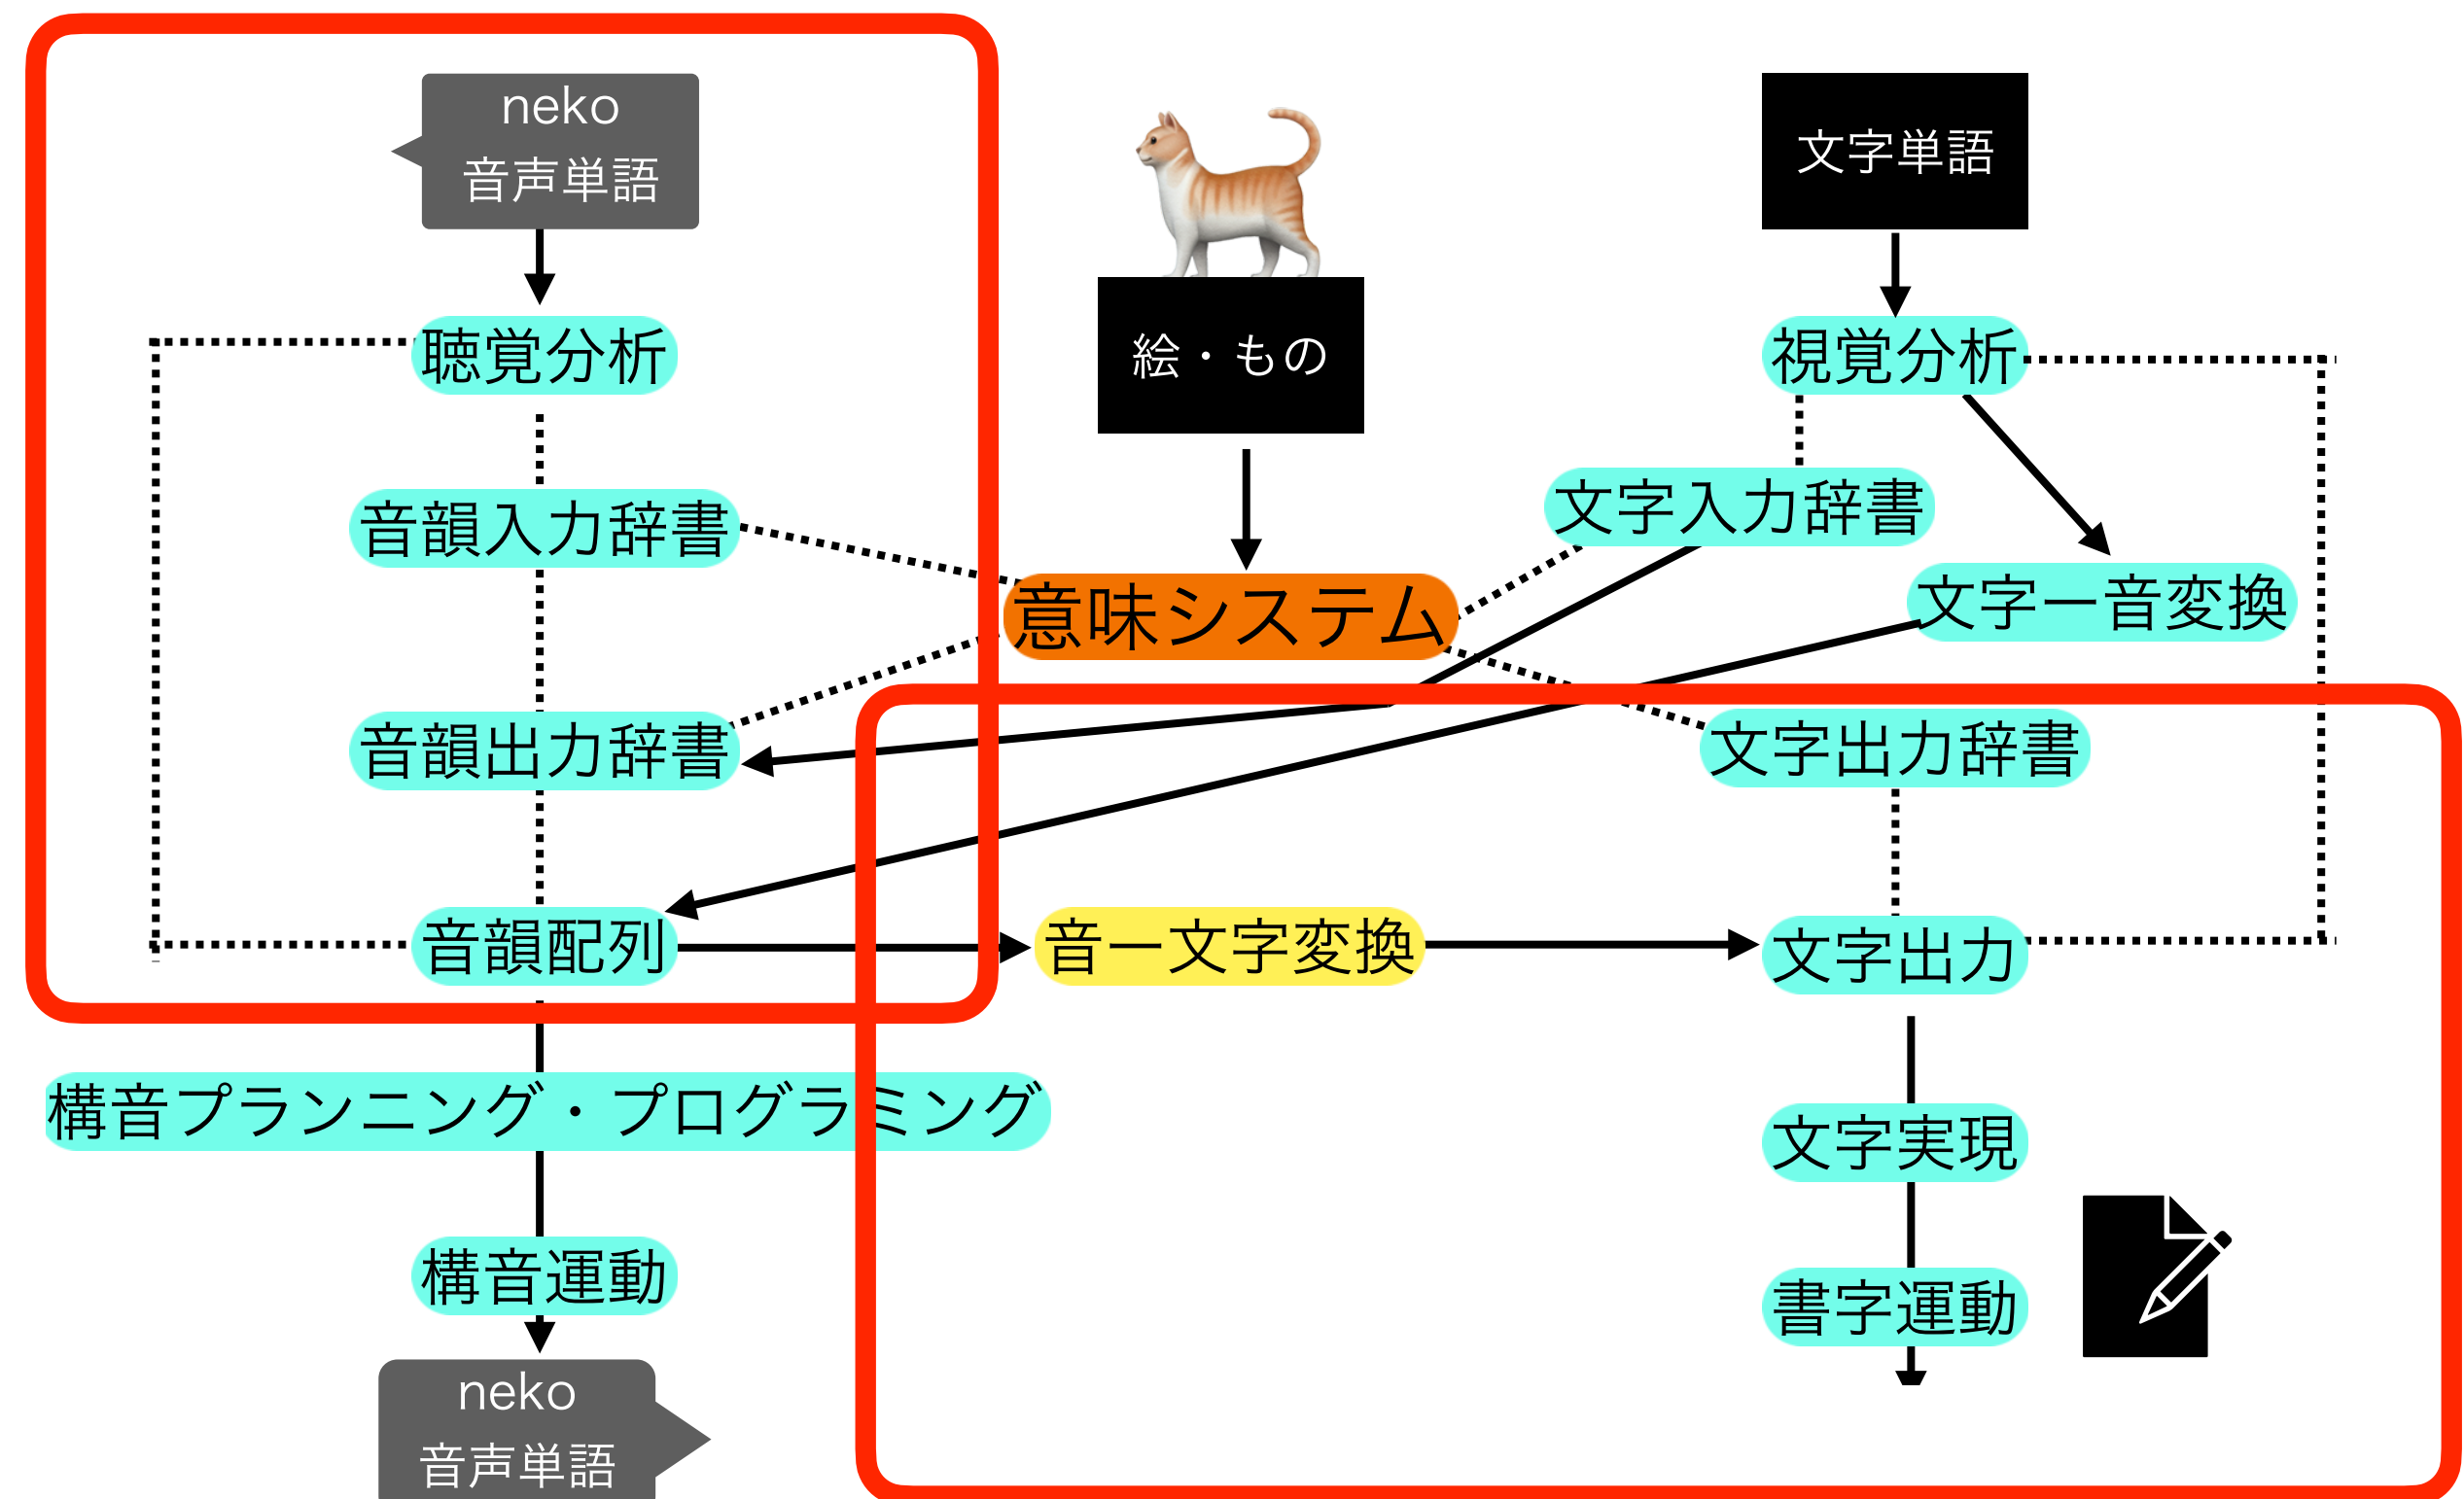 neko
音声単語
聴覚分析
音韻入力辞書
音韻出力辞書
音韻配列
構音プランニング・プログラミング
構音運動
neko
音声単語
絵・もの
意味システム
音ー文字変換
文字単語
視覚分析
文字入力辞書
文字ー音変換
文字出力辞書
文字出力
文字実現
書字運動